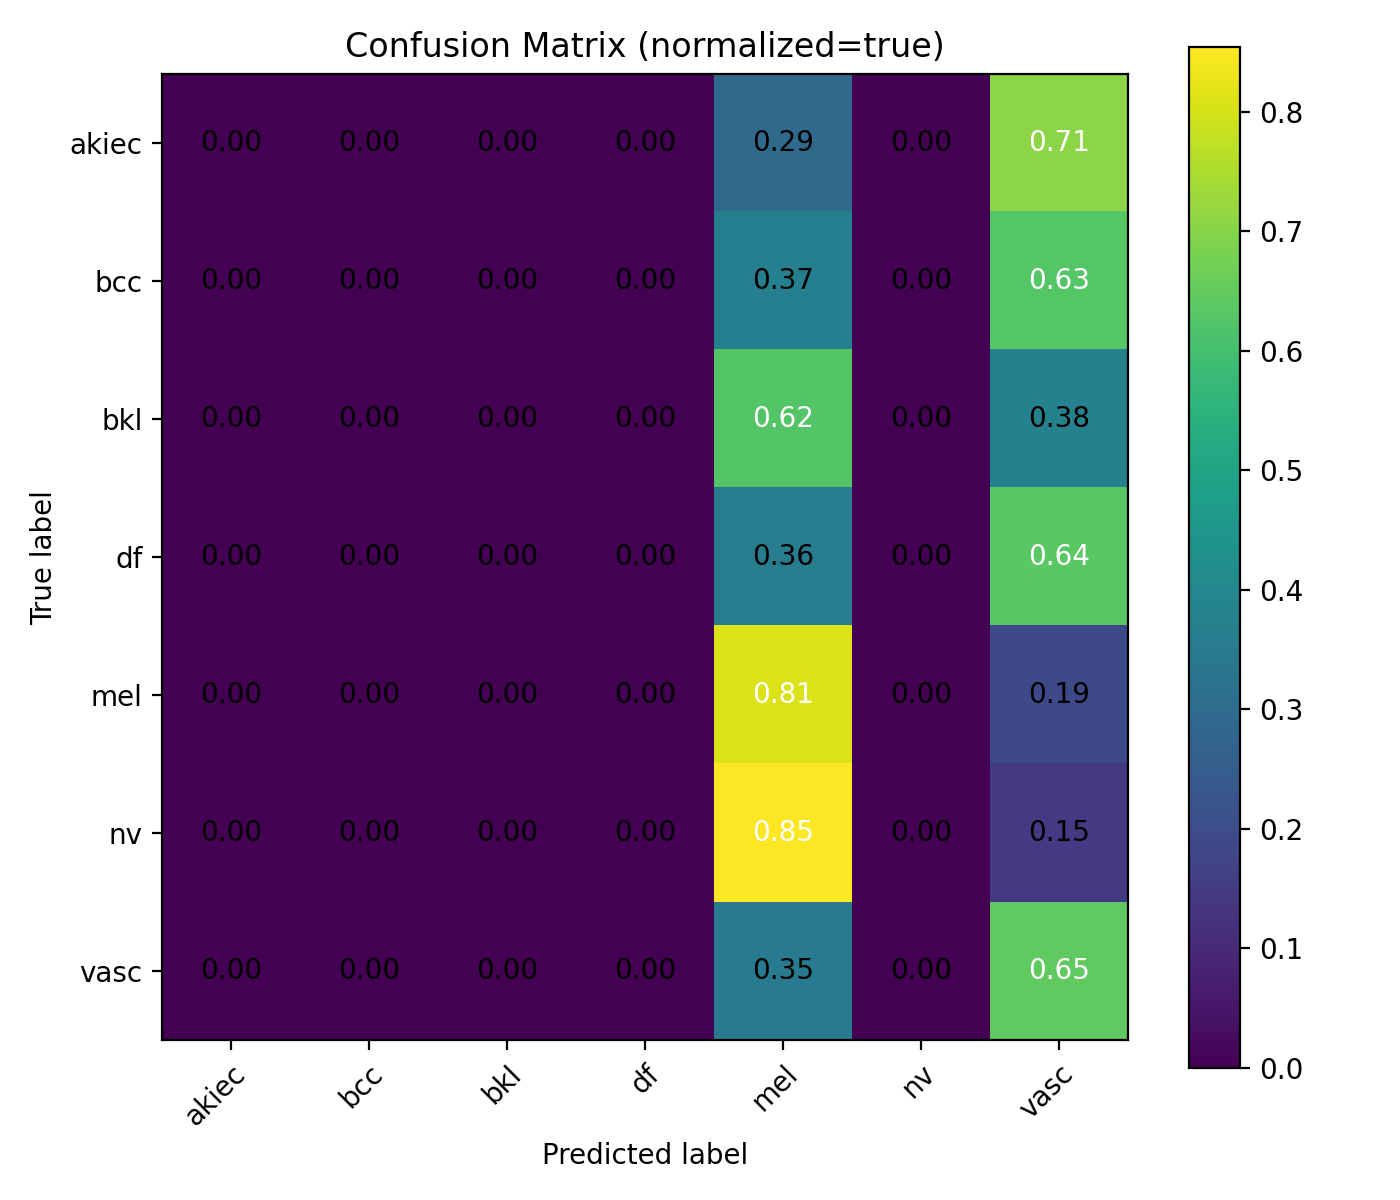 Confusion Matrix (normalized=true)
akiec 0.00 0.00 0.00 0.00 0.29 0.00 0.71
bcc 0.00 0.00 0.00 0.00 0.37 0.00 0.63
bkl 0.00 0.00 0.00 0.00 0.62 0.00 0.38
df 0.00 0.00 0.00 0.00 0.36 0.00 0.64
mel 0.00 0.00 0.00 0.00 0.81 0.00 0.19
nv 0.00 0.00 0.00 0.00 0.85 0.00 0.15
vasc 0.00 0.00 0.00 0.00 0.35 0.00 0.65
True label
akiec bcc bkl df mel nv vasc
Predicted label
0.8
0.7
0.6
0.5
0.4
0.3
0.2
0.1
0.0